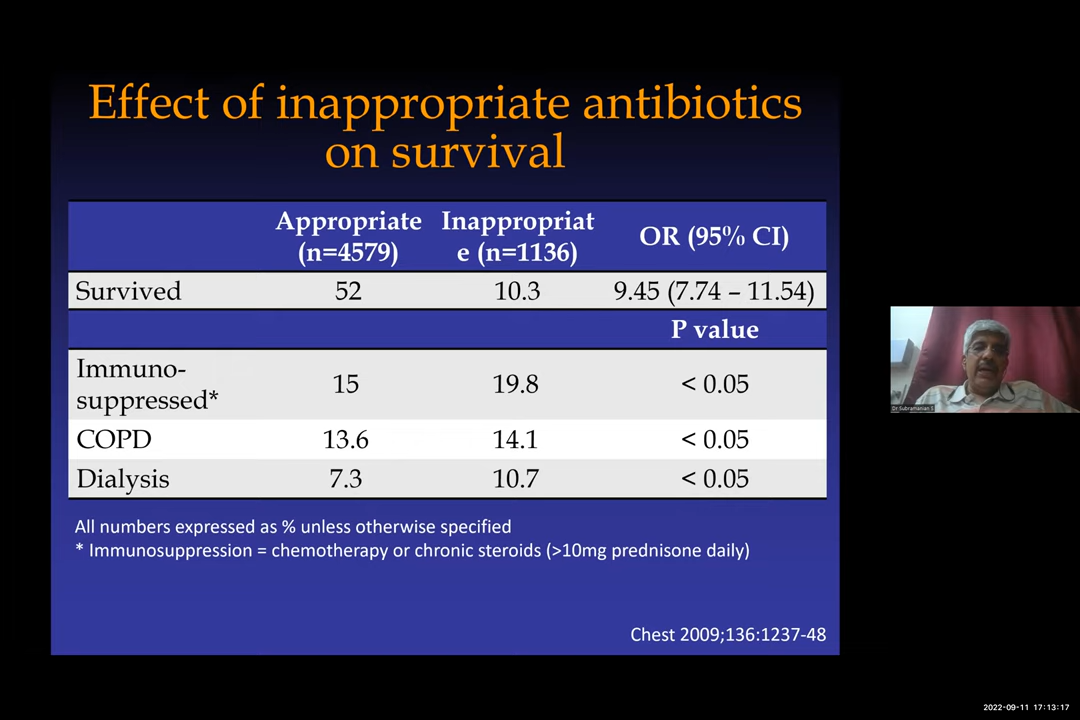 Effect of inappropriate antibiotics
on survival
Appropriate
(n=4579)
Inappropriat
e (n=1136)
OR (95% CI)
Survived 52 10.3 9.45 (7.74 – 11.54)
P value
Immuno-
suppressed* 15 19.8 < 0.05
COPD 13.6 14.1 < 0.05
Dialysis 7.3 10.7 < 0.05
All numbers expressed as % unless otherwise specified
* Immunosuppression = chemotherapy or chronic steroids (>10mg prednisone daily)
Chest 2009;136:1237-48
Dr Subramanian S
2022-09-11 17:13:17